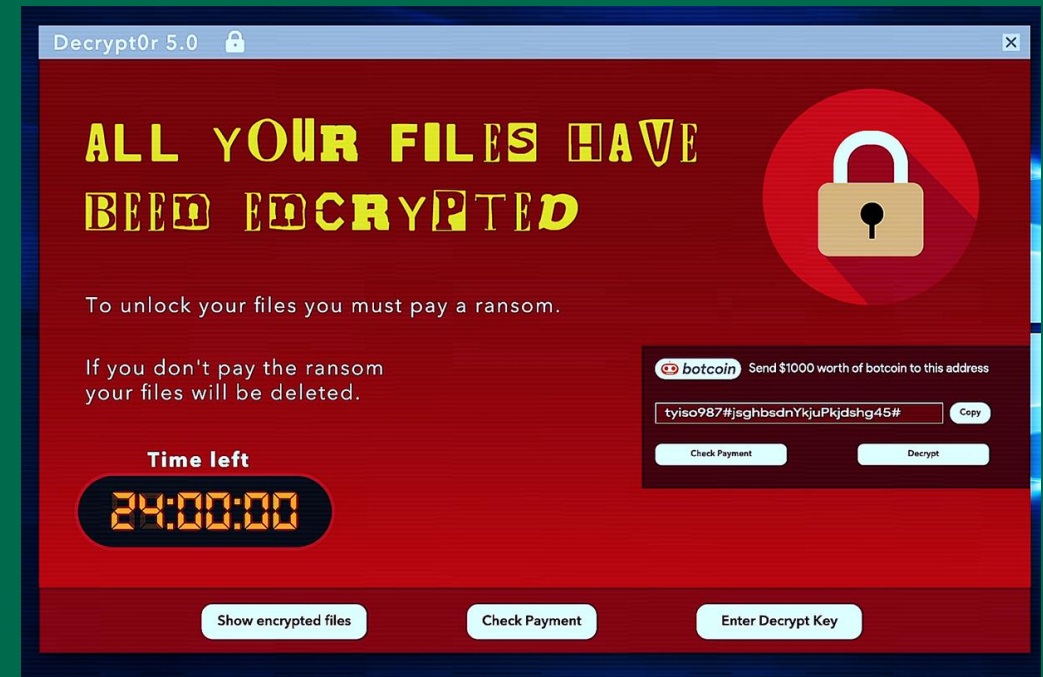 Decrypt0r 5.0
ALL YOUR FILES HAVE
BEEN ENCRYPTED
To unlock your files you must pay a ransom.
If you don't pay the ransom
your files will be deleted.
botcoin Send $1000 worth of botcoin to this address
tyiso987#jsghbsdnYkjuPkjdshg45# Copy
Check Payment Decrypt
Time left
24:00:00
Show encrypted files Check Payment Enter Decrypt Key